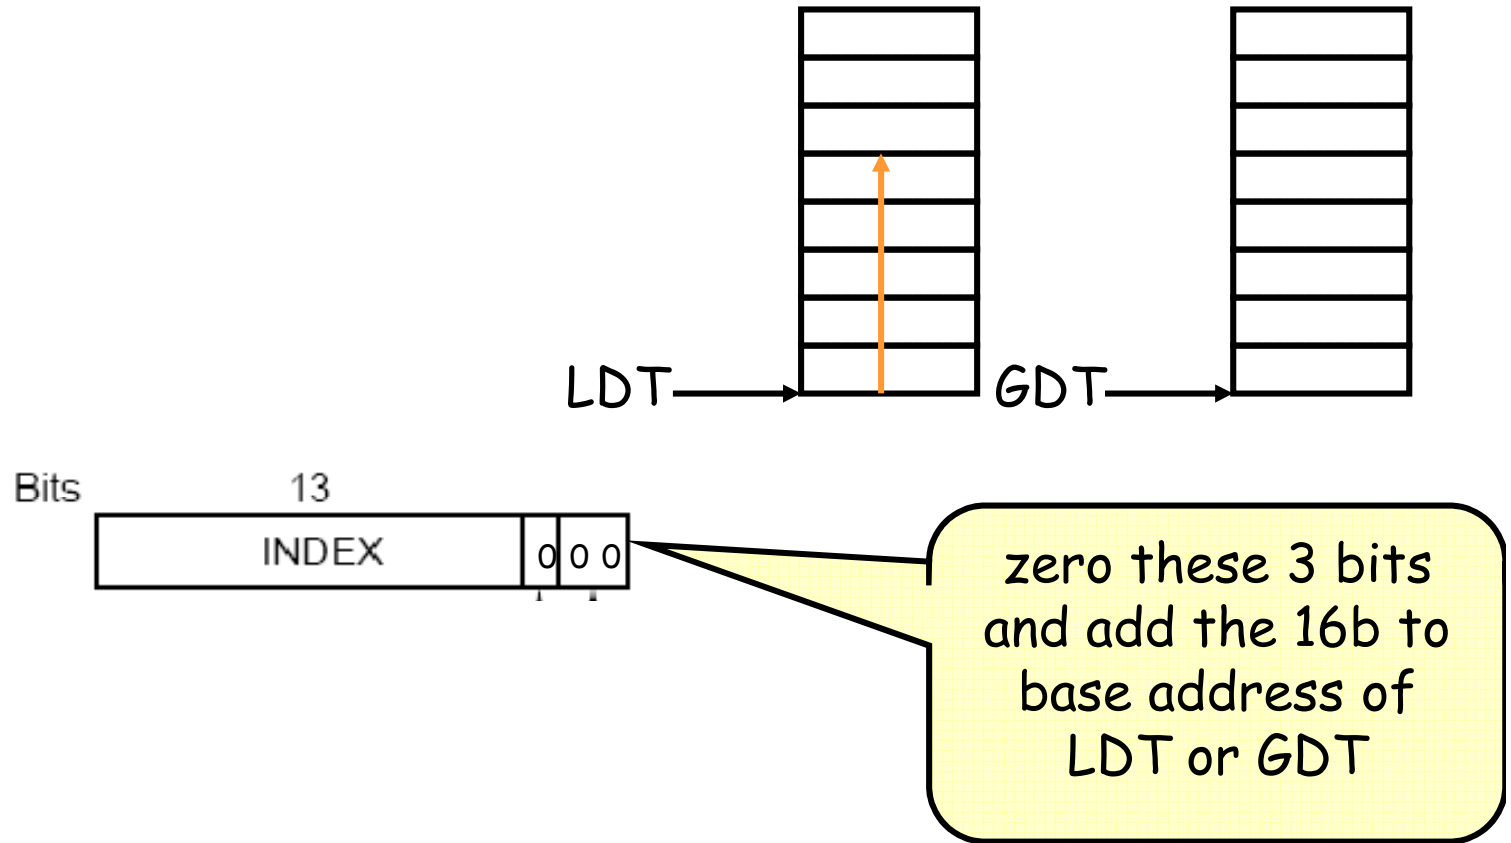 LDT
GDT
Bits 13
INDEX 0 0 0
zero these 3 bits
and add the 16b to
base address of
LDT or GDT